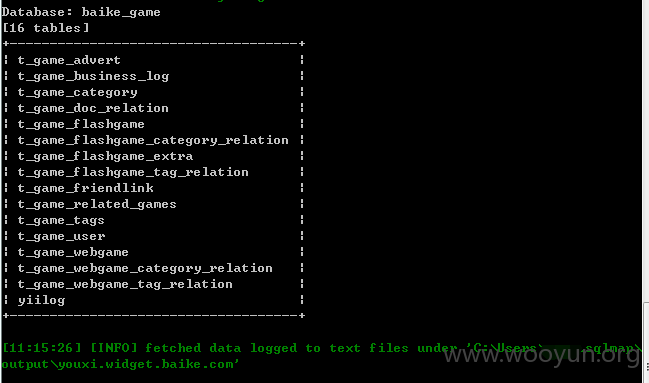 Database: baike_game
[16 tables]
+------------------------------------+
¦ t_game_advert ¦
¦ t_game_business_log ¦
¦ t_game_category ¦
¦ t_game_doc_relation ¦
¦ t_game_flashgame ¦
¦ t_game_flashgame_category_relation ¦
¦ t_game_flashgame_extra ¦
¦ t_game_flashgame_tag_relation ¦
¦ t_game_friendlink ¦
¦ t_game_related_games ¦
¦ t_game_tags ¦
¦ t_game_user ¦
¦ t_game_webgame ¦
¦ t_game_webgame_category_relation ¦
¦ t_game_webgame_tag_relation ¦
¦ yiilog ¦
+------------------------------------+
[11:15:26] [INFO] fetched data logged to text files under 'C:\Users\ .sqlmap\
output\youxi.widget.baike.com'
www.wooyun.org